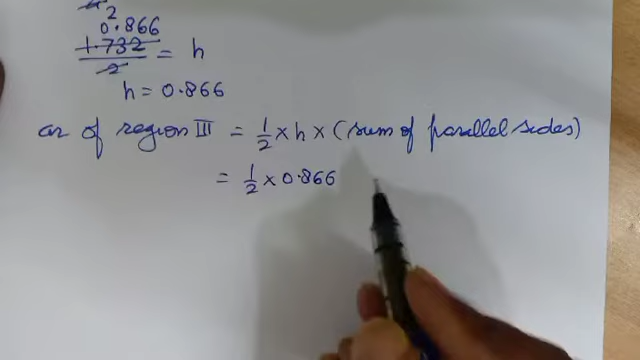 2
0.866
1.732 = h
2
h = 0.866
ar of region III = 1/2 × h × (sum of parallel sides)
= 1/2 × 0.866